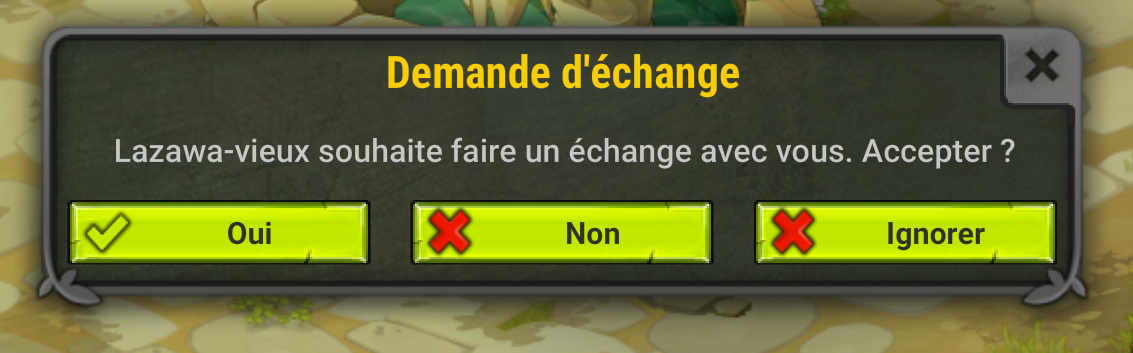 Demande d'échange
Lazawa-vieux souhaite faire un échange avec vous. Accepter ?
Oui Non Ignorer